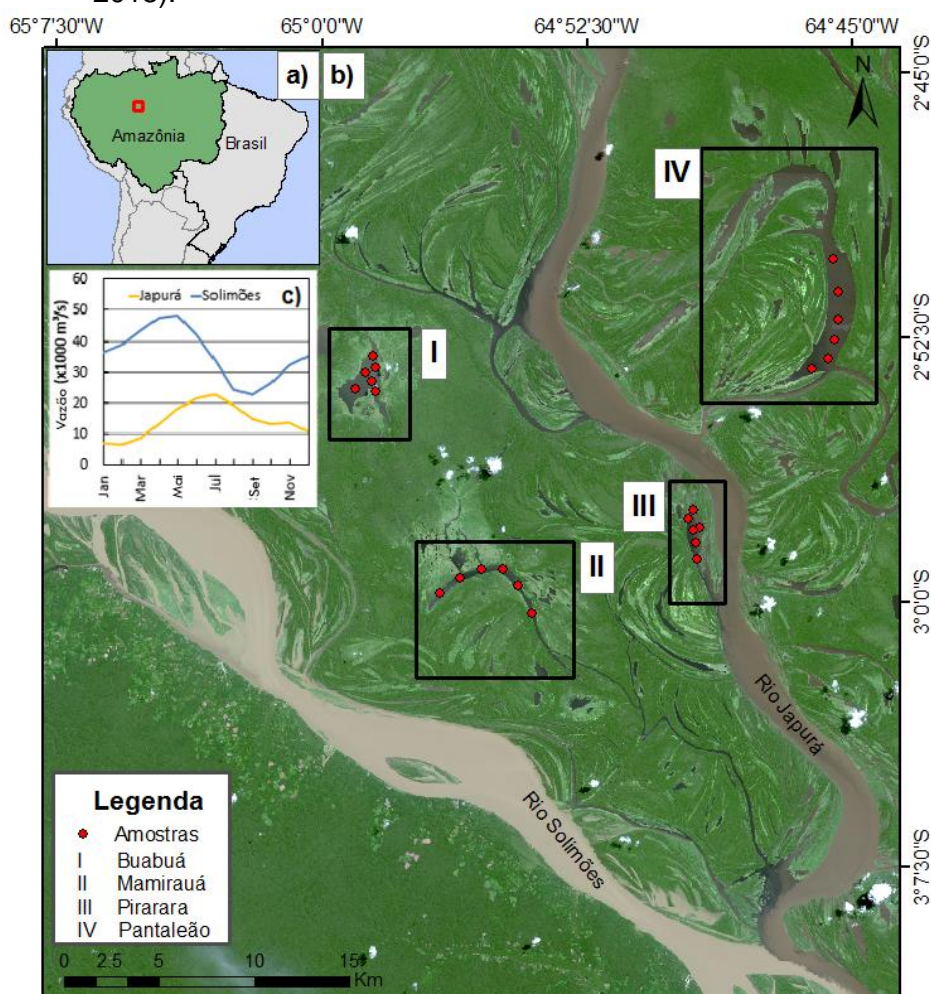 2018).
65°7'30"W 65°0'0"W 64°52'30"W 64°45'0"W
a) b)
Amazônia
Brasil
c)
Japurá Solimões
Vazão (x1000 m³/s)
60
50
40
30
20
10
0
Jan Mar Mai Jul Set Nov
N
2°45'0"S
2°52'30"S
3°0'0"S
3°7'30"S
IV
I
III
II
Rio Japurá
Rio Solimões
Legenda
Amostras
I Buabuá
II Mamirauá
III Pirarara
IV Pantaleão
0 2.5 5 10 15
Km